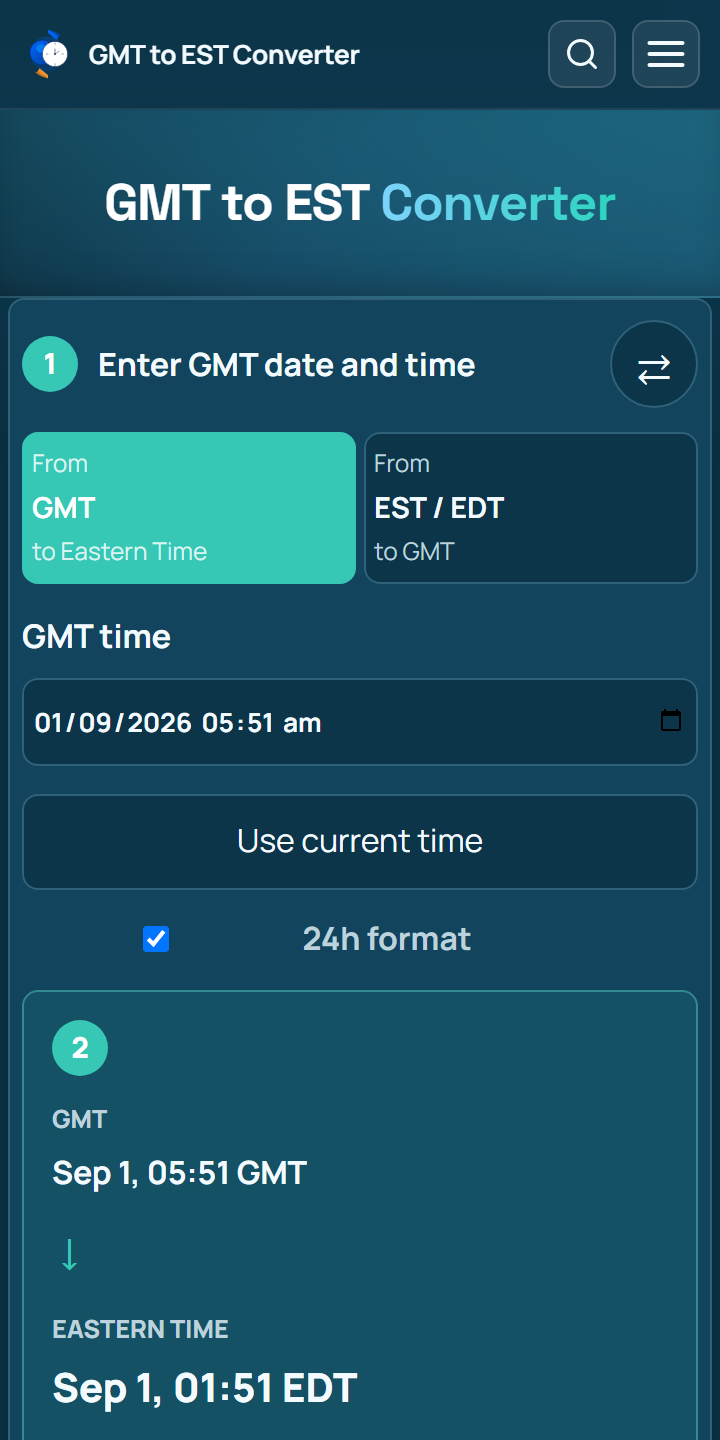 GMT to EST Converter
GMT to EST Converter
1 Enter GMT date and time
From
GMT
to Eastern Time
From
EST / EDT
to GMT
GMT time
01/09/2026 05:51 am
Use current time
24h format
2
GMT
Sep 1, 05:51 GMT
↓
EASTERN TIME
Sep 1, 01:51 EDT